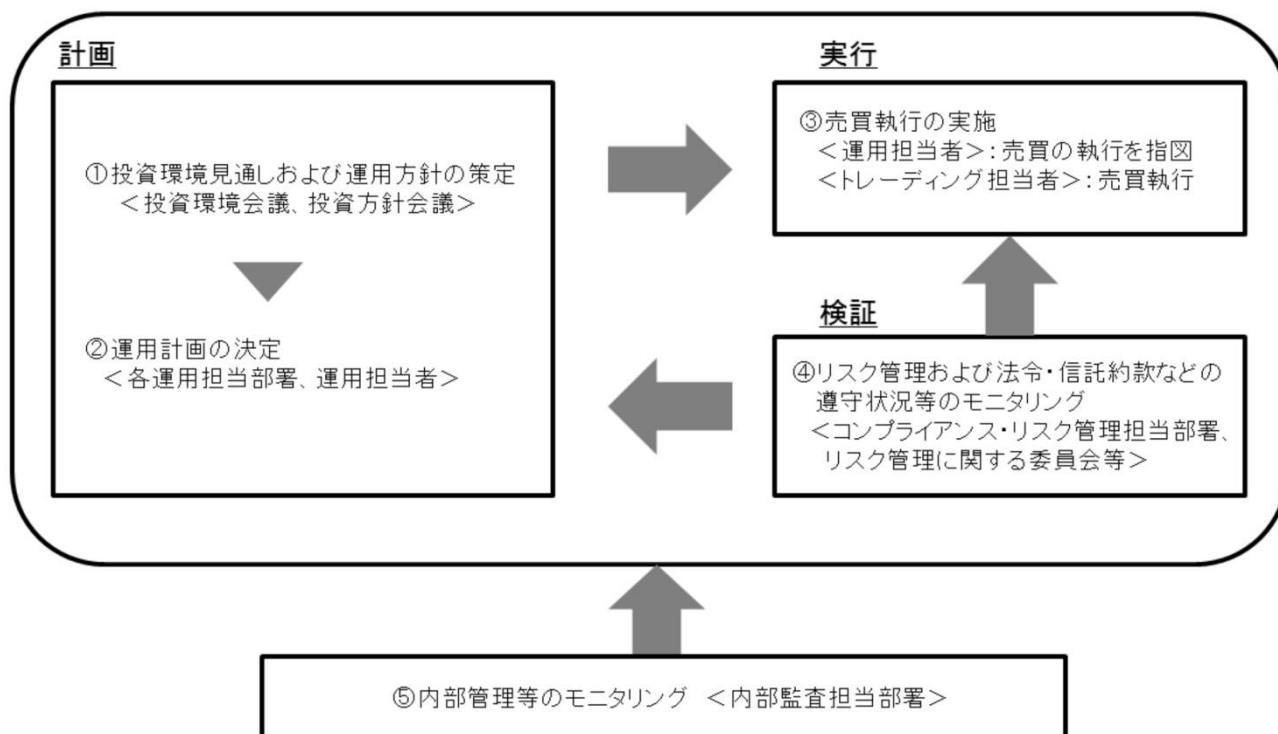 計画
①投資環境見通しおよび運用方針の策定
＜投資環境会議、投資方針会議＞
②運用計画の決定
＜各運用担当部署、運用担当者＞
実行
③売買執行の実施
＜運用担当者＞：売買の執行を指図
＜トレーディング担当者＞：売買執行
検証
④リスク管理および法令・信託約款などの
遵守状況等のモニタリング
＜コンプライアンス・リスク管理担当部署、
リスク管理に関する委員会等＞
⑤内部管理等のモニタリング　＜内部監査担当部署＞